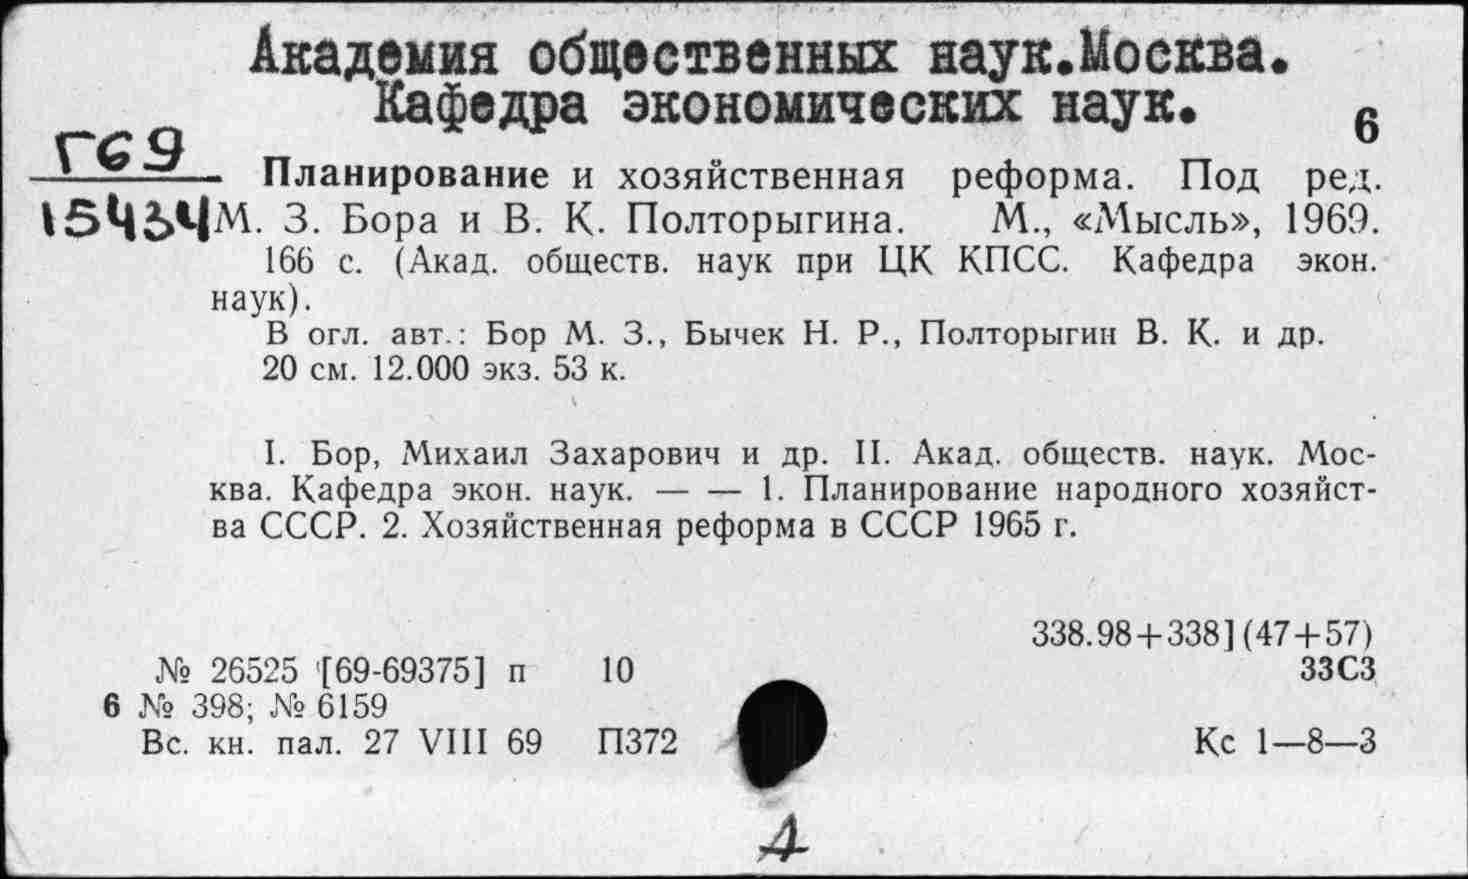 Академия общественных наук.Москва.
Кафедра экономических наук.
6
Г69
15434
Планирование и хозяйственная реформа. Под ред.
М. З. Бора и В. К. Полторыгина. М., «Мысль», 1969.
166 с. (Акад. обществ. наук при ЦК КПСС. Кафедра экон.
наук).
В огл. авт.: Бор М. З., Бычек Н. Р., Полторыгин В. К. и др.
20 см. 12.000 экз. 53 к.
I. Бор, Михаил Захарович и др. II. Акад. обществ. наук. Мос-
ква. Кафедра экон. наук. — — 1. Планирование народного хозяйст-
ва СССР. 2. Хозяйственная реформа в СССР 1965 г.
338.98+338](47+57)
№ 26525 [69-69375] п 10 33С3
6 № 398; № 6159
Вс. кн. пал. 27 VIII 69 П372 Кс 1—8—3